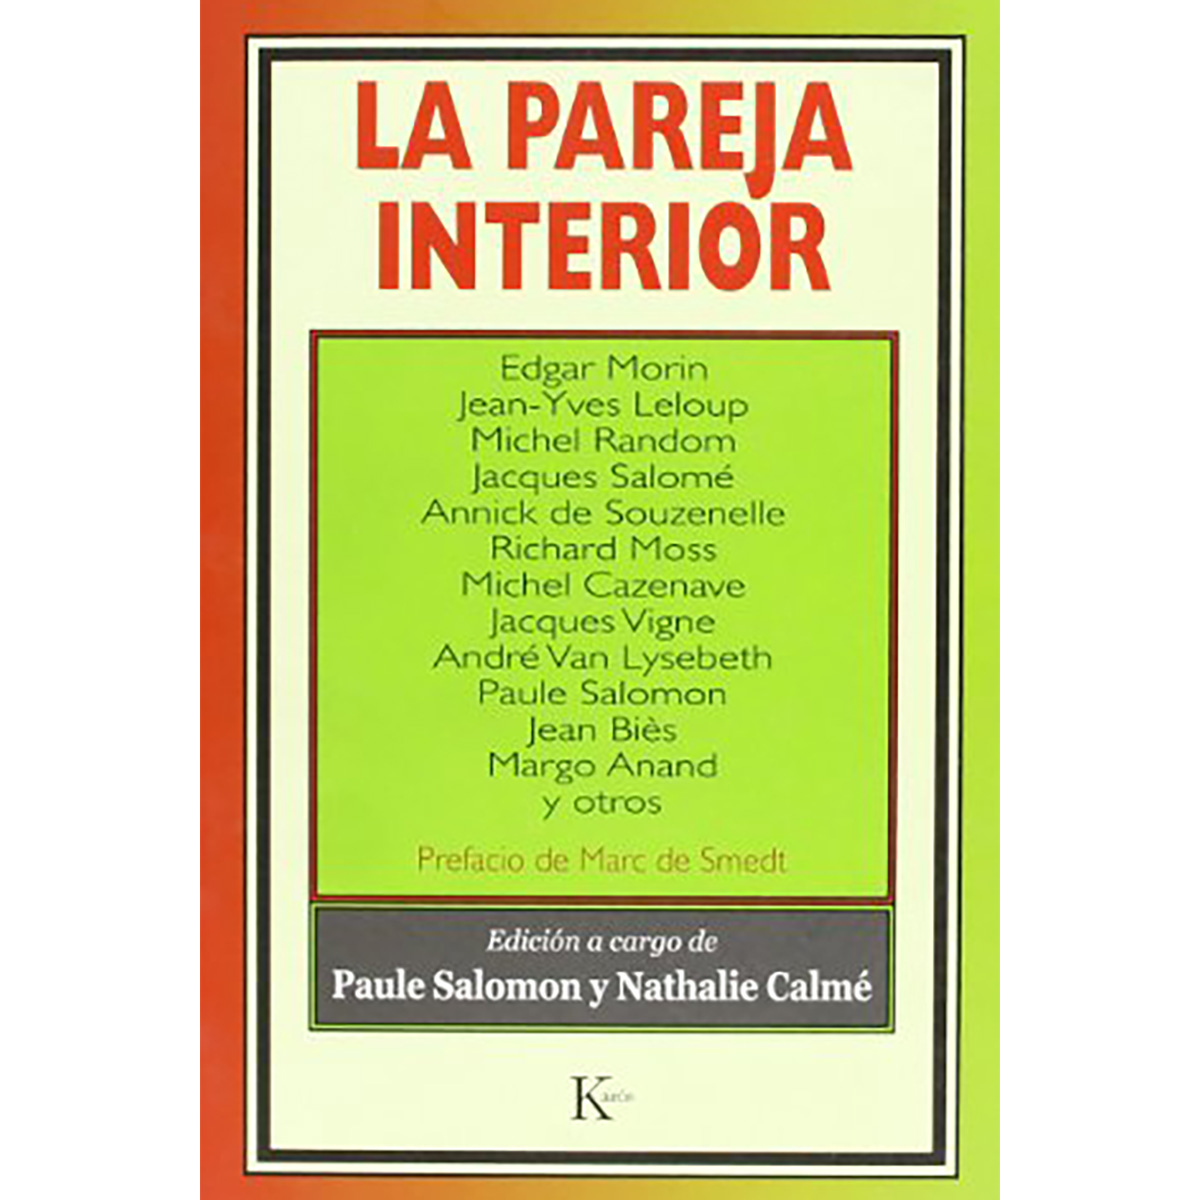 LA PAREJA
INTERIOR
Edgar Morin
Jean-Yves Leloup
Michel Random
Jacques Salomé
Annick de Souzenelle
Richard Moss
Michel Cazenave
Jacques Vigne
André Van Lysebeth
Paule Salomon
Jean Biès
Margo Anand
y otros
Prefacio de Marc de Smedt
Edición a cargo de
Paule Salomon y Nathalie Calmé
Kairós